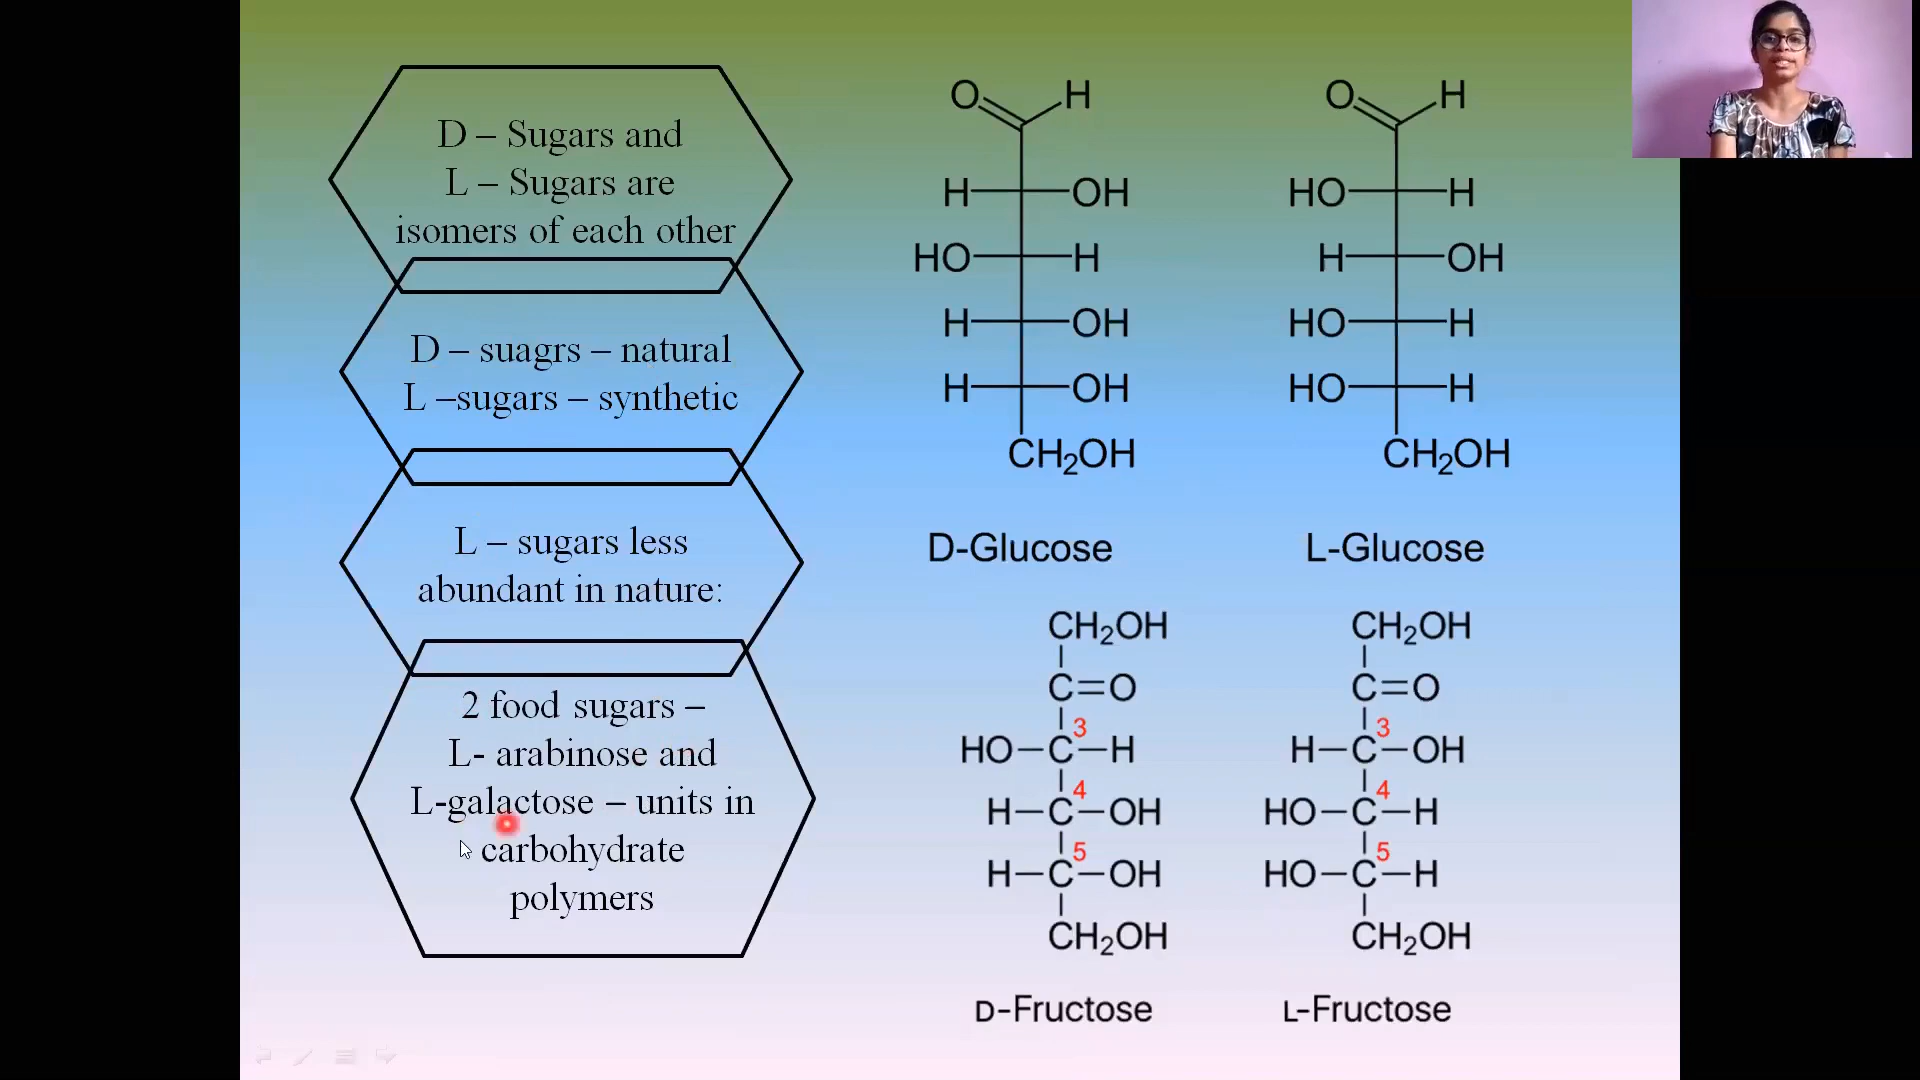 D – Sugars and
L – Sugars are
isomers of each other
D – suagrs – natural
L –sugars – synthetic
L – sugars less
abundant in nature:
2 food sugars –
L- arabinose and
L-galactose – units in
carbohydrate
polymers
O H
H OH
HO H
H OH
H OH
CH₂OH
D-Glucose
O H
HO H
H OH
HO H
HO H
CH₂OH
L-Glucose
CH₂OH
C=O
3
HO–C–H
4
H–C–OH
5
H–C–OH
CH₂OH
D-Fructose
CH₂OH
C=O
3
H–C–OH
4
HO–C–H
5
HO–C–H
CH₂OH
L-Fructose